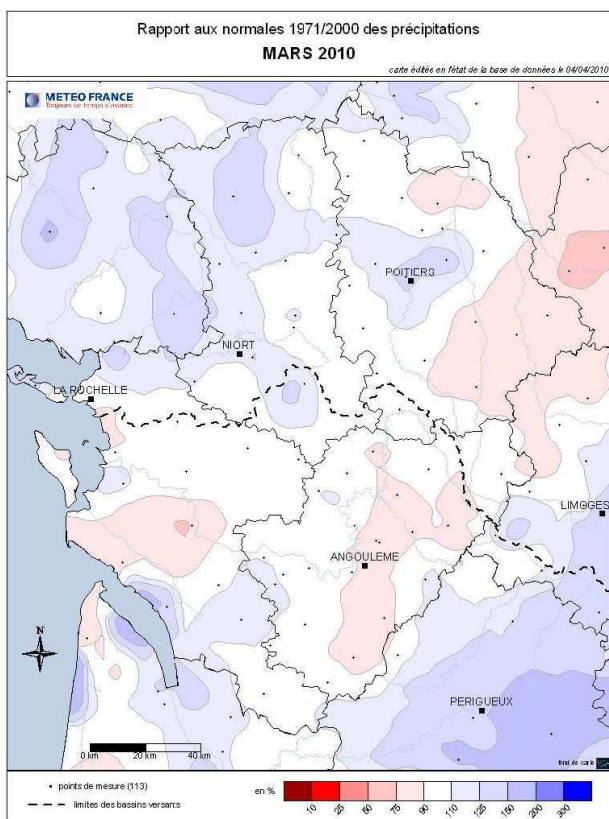 Rapport aux normales 1971/2000 des précipitations
MARS 2010
carte éditée en l'état de la base de données le 04/04/2010
METEO FRANCE
Toujours un temps d'avance
POITIERS
NIORT
LA ROCHELLE
LIMOGES
ANGOULEME
N
PERIGUEUX
0 km 20 km 40 km
fond de carte
points de mesure (113)
limites des bassins versants
en %
10 25 50 75 90 110 125 150 200 300